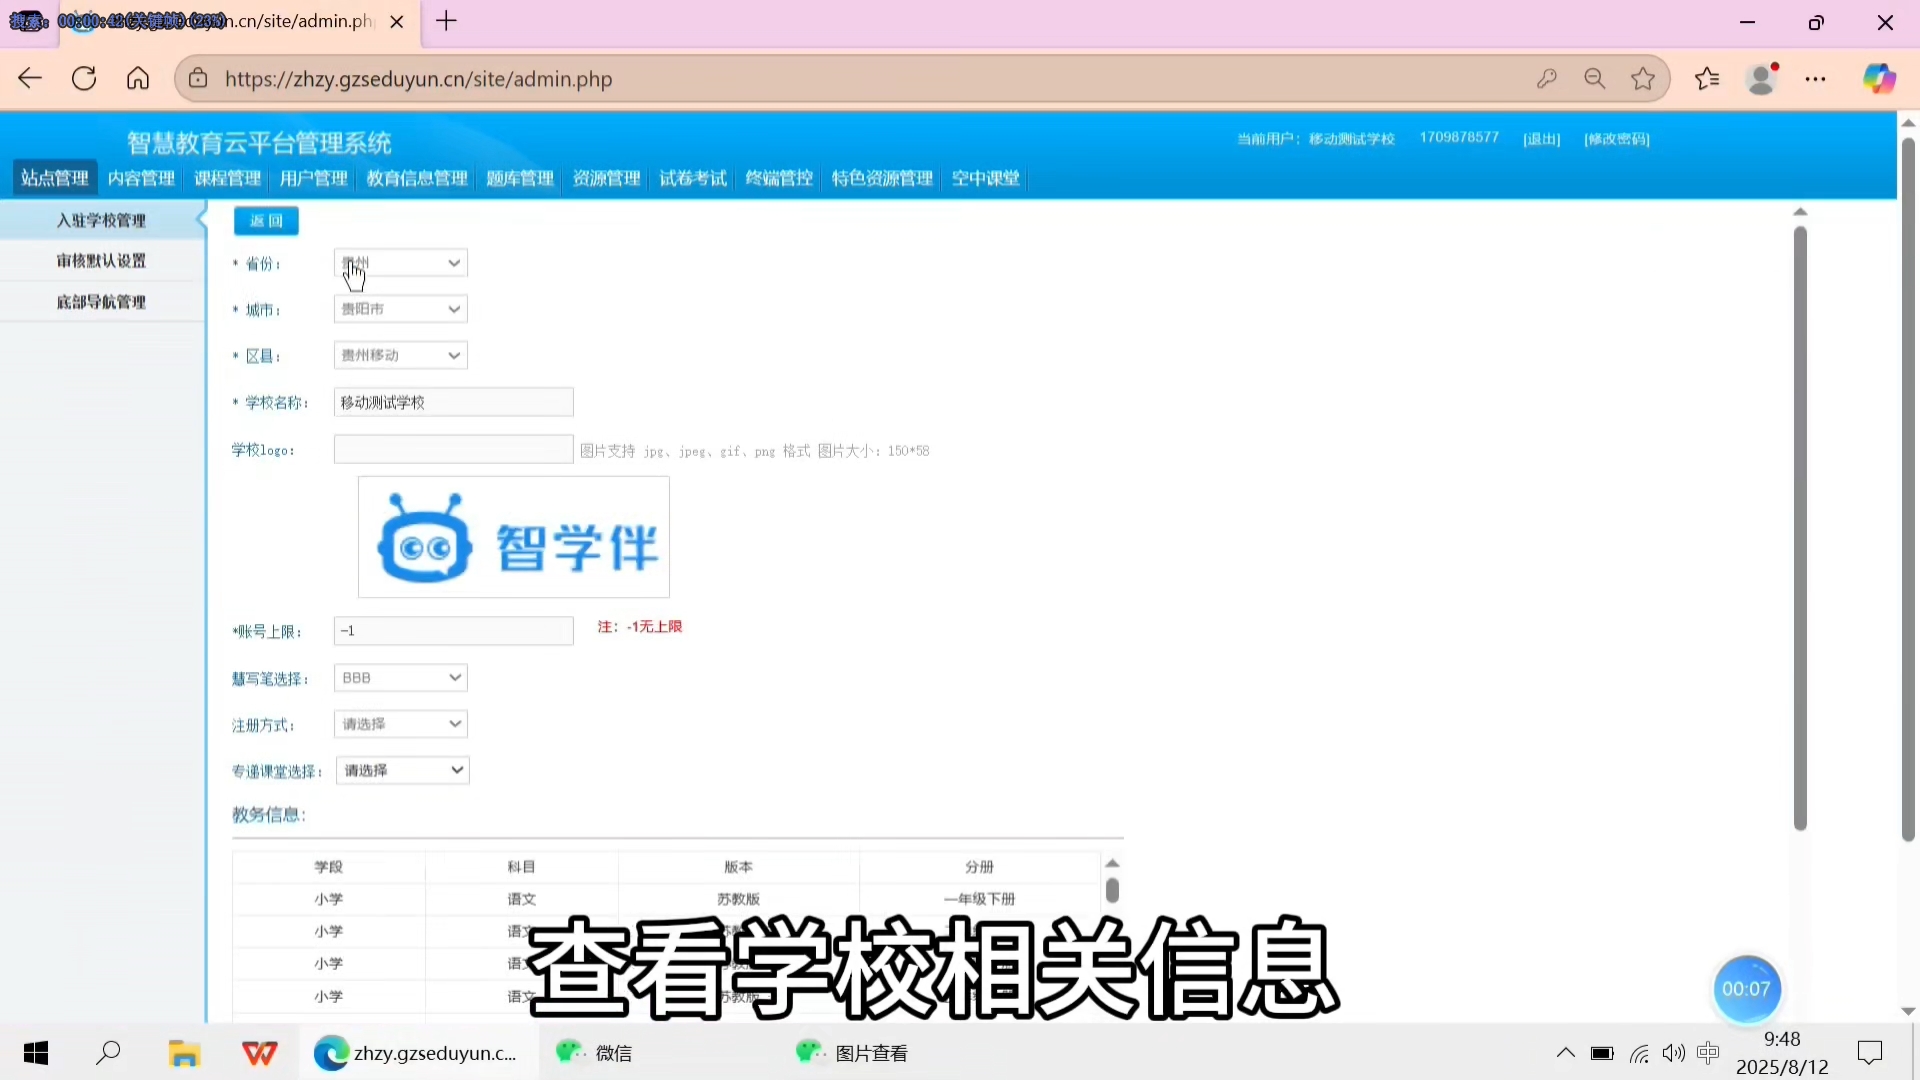 搜索: 00:00:42(关键帧)(23%)
n.cn/site/admin.ph
https://zhzy.gzseduyun.cn/site/admin.php
智慧教育云平台管理系统
当前用户：移动测试学校 1709878577 [退出] [修改密码]
站点管理 内容管理 课程管理 用户管理 教育信息管理 题库管理 资源管理 试卷考试 终端管控 特色资源管理 空中课堂
入驻学校管理
审核默认设置
底部导航管理
返 回
* 省份： 贵州
* 城市： 贵阳市
* 区县： 贵州移动
* 学校名称： 移动测试学校
学校logo： 图片支持 jpg、jpeg、gif、png 格式 图片大小：150*58
智学伴
*账号上限： -1 注：-1无上限
慧写笔选择： BBB
注册方式： 请选择
专递课堂选择： 请选择
教务信息：
学段 科目 版本 分册
小学 语文 苏教版 一年级下册
小学 语文
小学
小学 语文 苏教版
查看学校相关信息
00:07
zhzy.gzseduyun.c... 微信 图片查看
中
9:48
2025/8/12